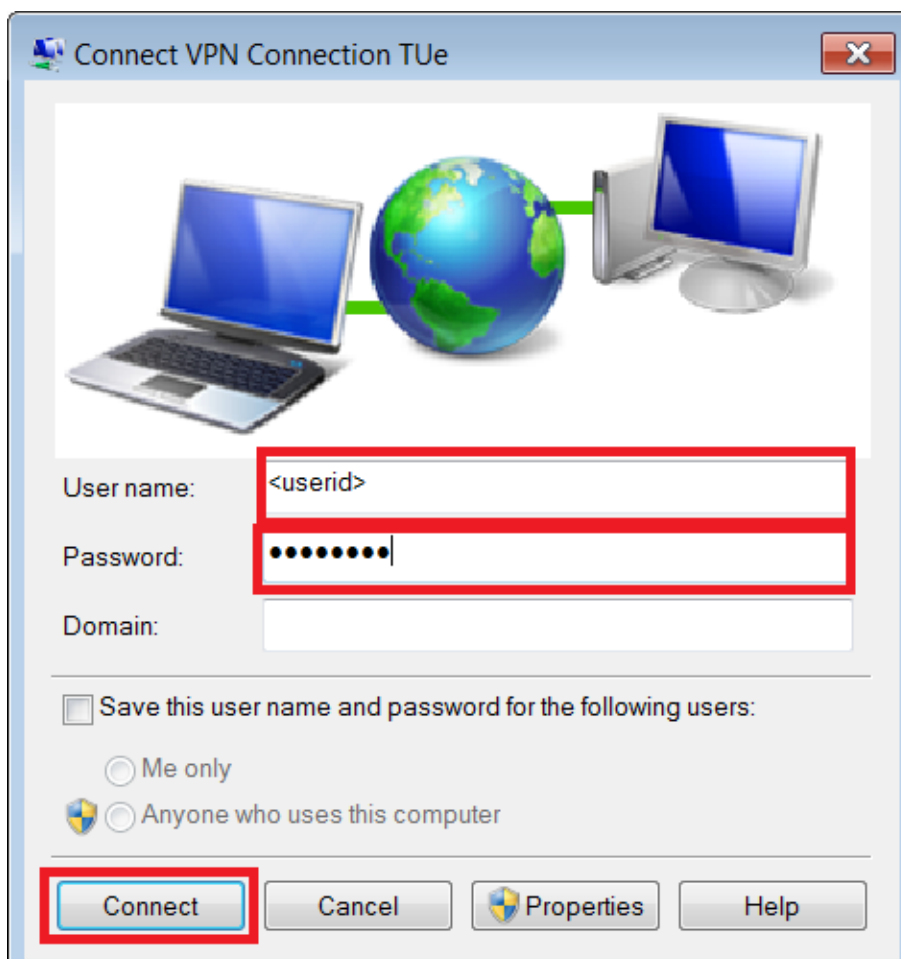 Connect VPN Connection TUe
User name:
<userid>
Password:
●●●●●●●●
Domain:
Save this user name and password for the following users:
Me only
Anyone who uses this computer
Connect Cancel Properties Help